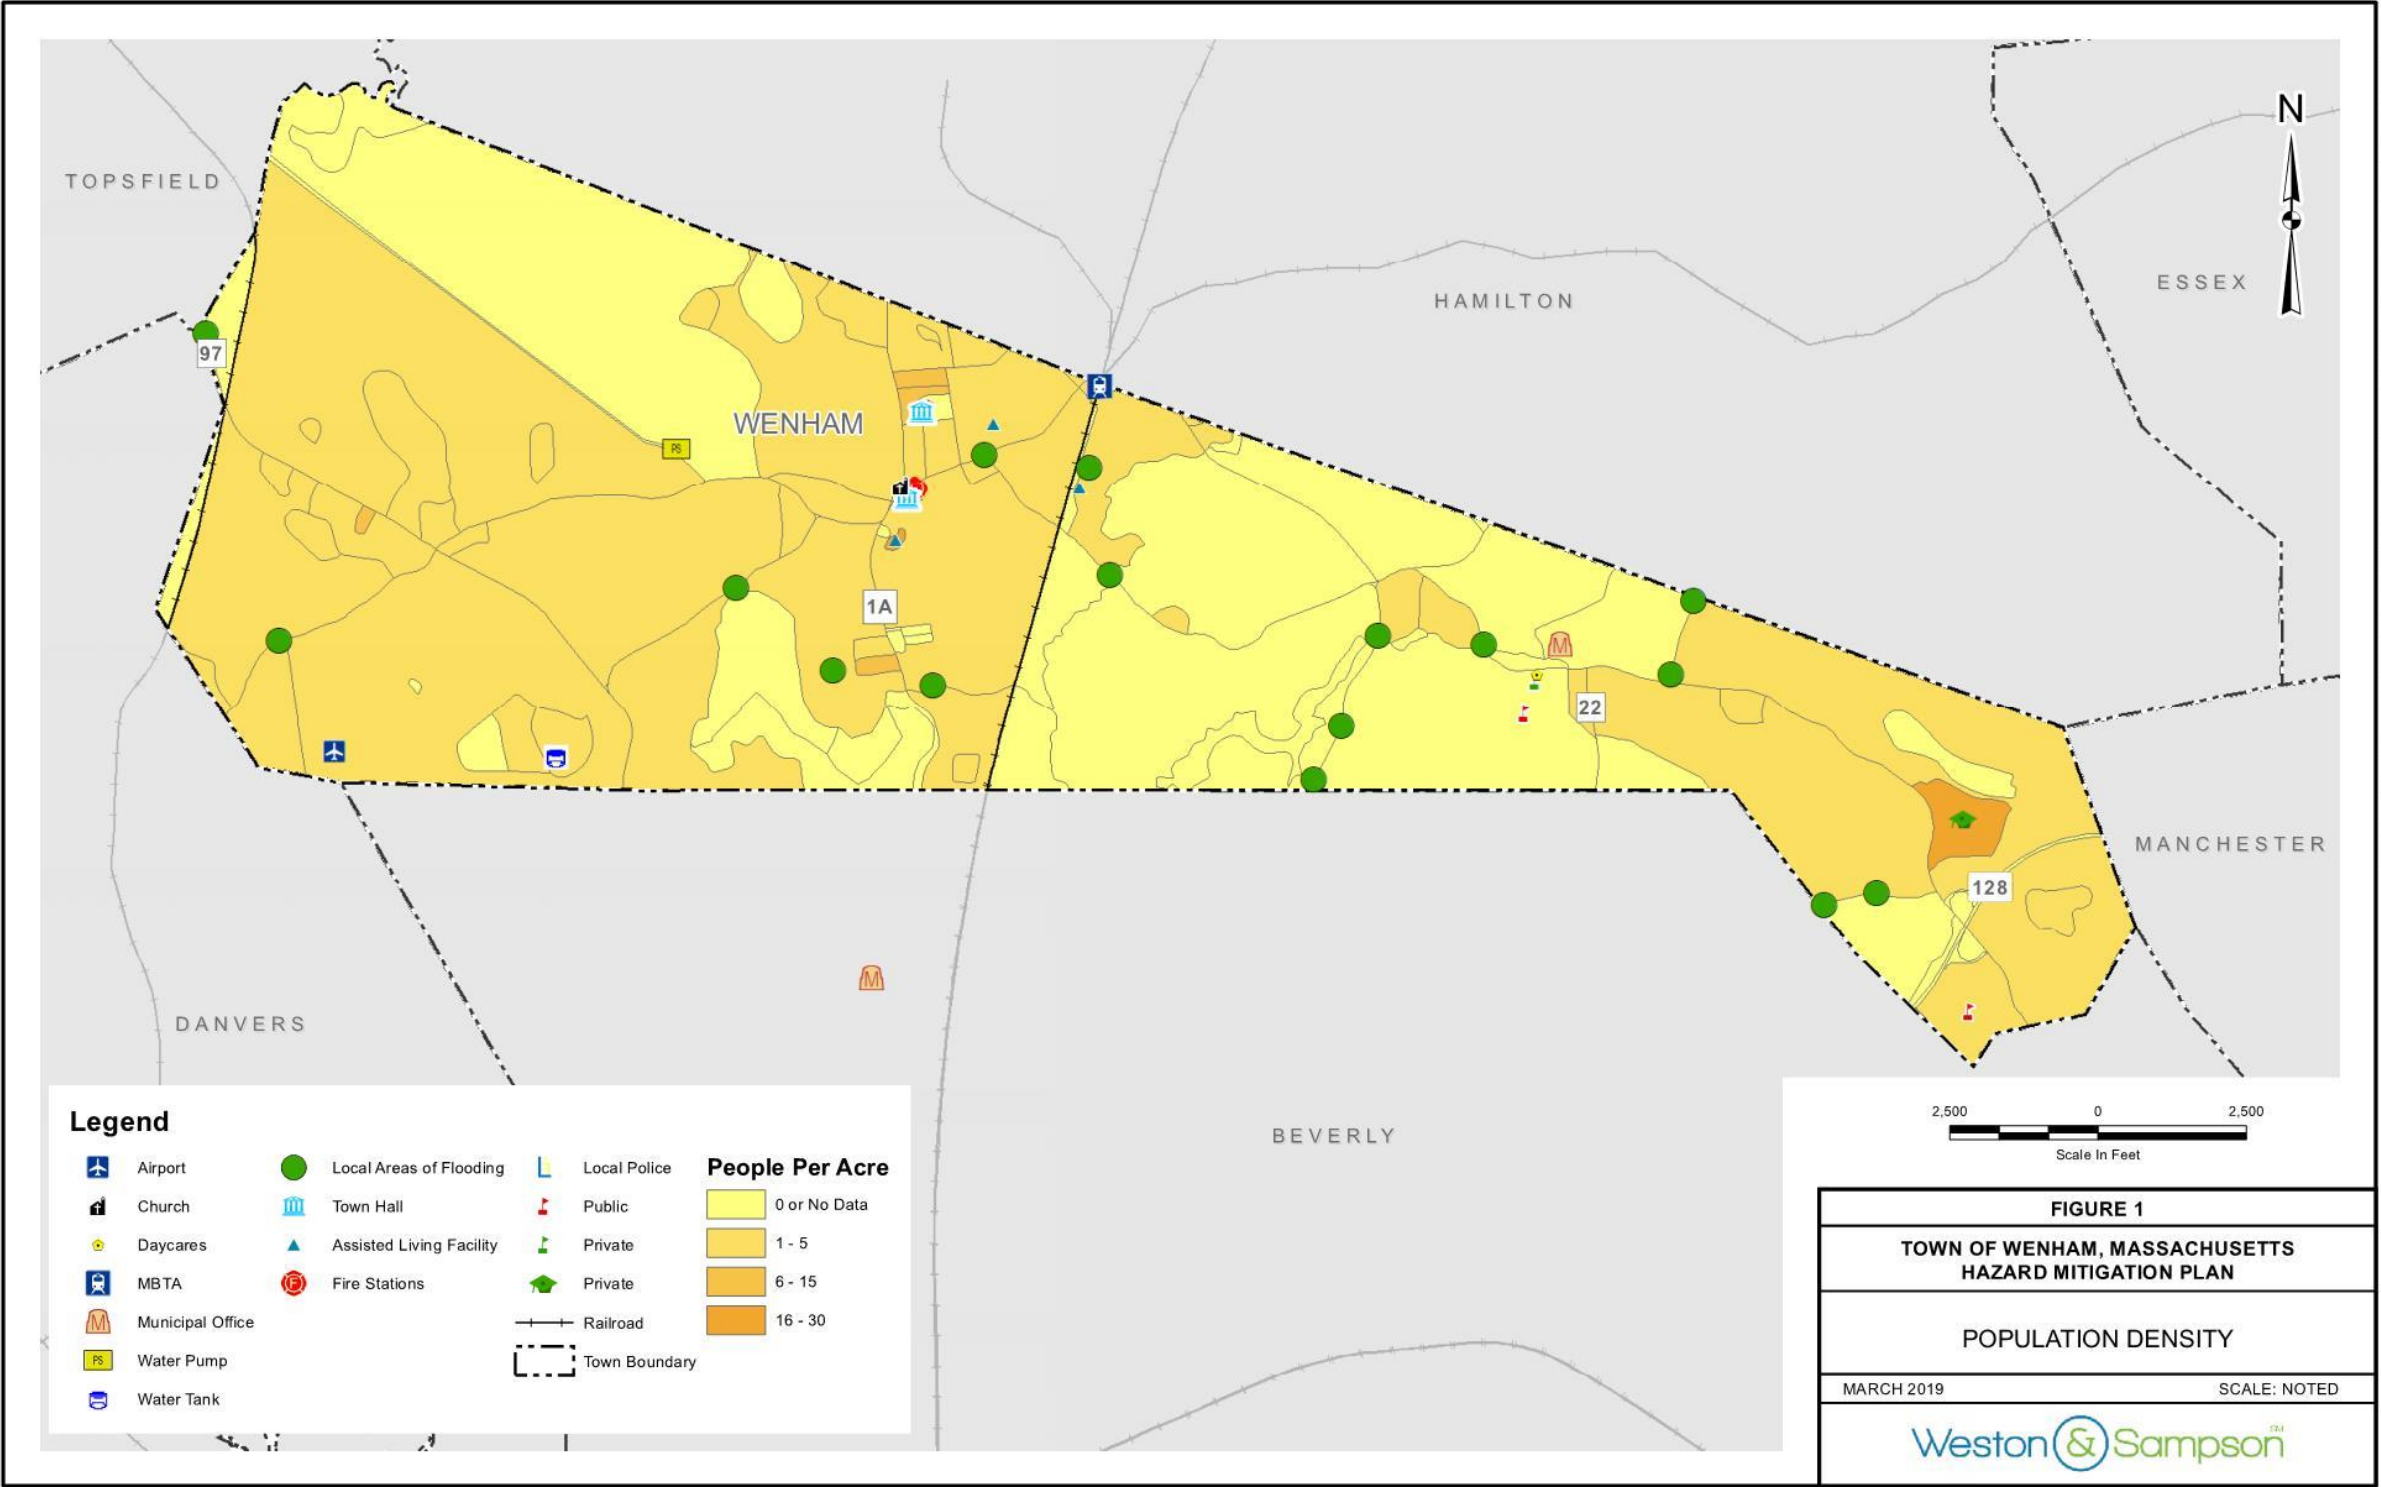 N
TOPSFIELD
ESSEX
HAMILTON
97
WENHAM
PS
1A
M
22
MANCHESTER
128
M
DANVERS
BEVERLY
Legend
Airport
Church
Daycares
MBTA
M Municipal Office
PS Water Pump
Water Tank
Local Areas of Flooding
Town Hall
Assisted Living Facility
F Fire Stations
Local Police
Public
Private
Private
Railroad
Town Boundary
People Per Acre
0 or No Data
1 - 5
6 - 15
16 - 30
2,500 0 2,500
Scale In Feet
FIGURE 1
TOWN OF WENHAM, MASSACHUSETTS
HAZARD MITIGATION PLAN
POPULATION DENSITY
MARCH 2019 SCALE: NOTED
Weston & Sampson SM